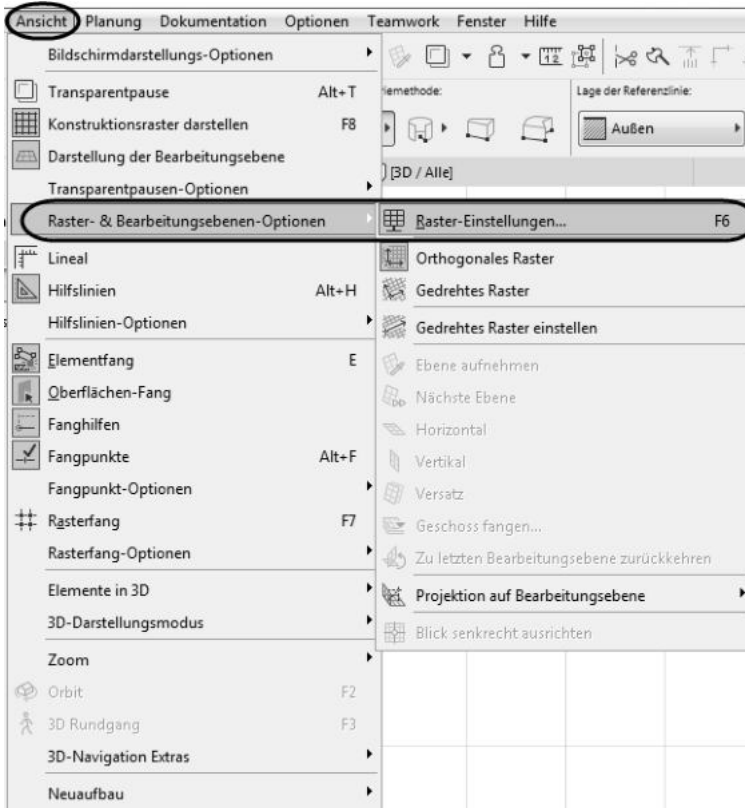 Ansicht Planung Dokumentation Optionen Teamwork Fenster Hilfe
Bildschirmdarstellungs-Optionen
Transparentpause Alt+T
Konstruktionsraster darstellen F8
Darstellung der Bearbeitungsebene
Transparentpausen-Optionen
Raster- & Bearbeitungsebenen-Optionen
Lineal
Hilfslinien Alt+H
Hilfslinien-Optionen
Elementfang E
Oberflächen-Fang
Fanghilfen
Fangpunkte Alt+F
Fangpunkt-Optionen
Rasterfang F7
Rasterfang-Optionen
Elemente in 3D
3D-Darstellungsmodus
Zoom
Orbit F2
3D Rundgang F3
3D-Navigation Extras
Neuaufbau
Lage der Referenzlinie:
Außen
[3D / Alle]
Raster-Einstellungen... F6
Orthogonales Raster
Gedrehtes Raster
Gedrehtes Raster einstellen
Ebene aufnehmen
Nächste Ebene
Horizontal
Vertikal
Versatz
Geschoss fangen...
Zu letzten Bearbeitungsebene zurückkehren
Projektion auf Bearbeitungsebene
Blick senkrecht ausrichten